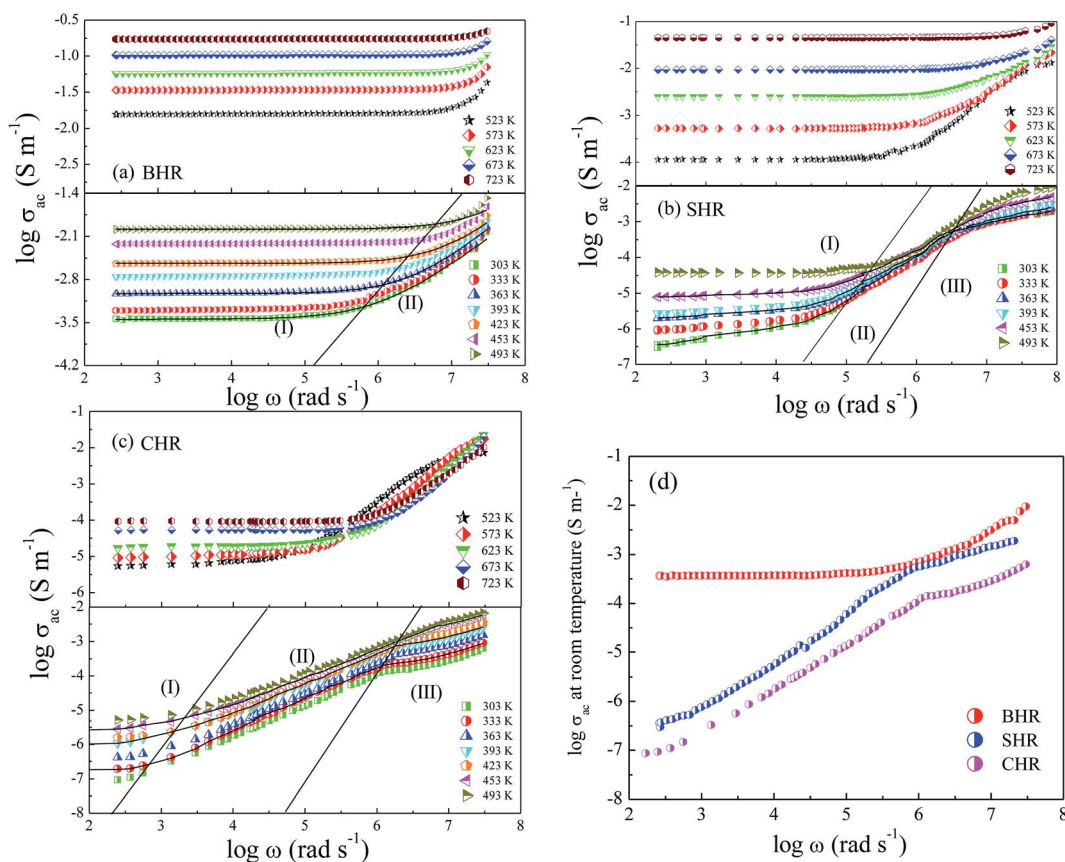 -0.5
-1.0
-1.5
-2.0
-2.5
523 K
573 K
623 K
673 K
723 K
(a) BHR
-1.4
-2.1
-2.8
-3.5
-4.2
303 K
333 K
363 K
393 K
423 K
453 K
493 K
(I)
(II)
2 3 4 5 6 7 8
log ω (rad s-1)
log σac (S m-1)
-1
-2
-3
-4
523 K
573 K
623 K
673 K
723 K
-2
-3
-4
-5
-6
-7
(b) SHR
(I)
(II)
(III)
303 K
333 K
363 K
393 K
453 K
493 K
2 3 4 5 6 7 8
log ω (rad s-1)
log σac (S m-1)
-1
-2
-4
-5
-6
(c) CHR
523 K
573 K
623 K
673 K
723 K
-2
-3
-4
-5
-6
-7
-8
(I)
(II)
(III)
303 K
333 K
363 K
393 K
423 K
453 K
493 K
2 3 4 5 6 7 8
log ω (rad s-1)
log σac (S m-1)
-1
-2
-3
-4
-5
-6
-7
-8
(d)
BHR
SHR
CHR
2 3 4 5 6 7 8
log ω (rad s-1)
log σac at room temperature (S m-1)